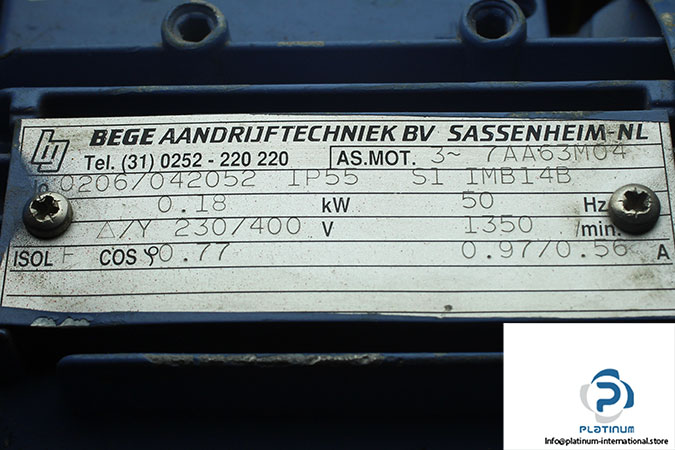 BEGE AANDRIJFTECHNIEK BV SASSENHEIM-NL
Tel. (31) 0252 - 220 220 AS.MOT. 3~ 7AA63M04
0206/042052 IP55 S1 IMB14B
0.18 kW 50 Hz
Δ/Y 230/400 V 1350 /min.
ISOL F COS φ 0.77 0.97/0.56 A
PLATINUM
Info@platinum-international.store